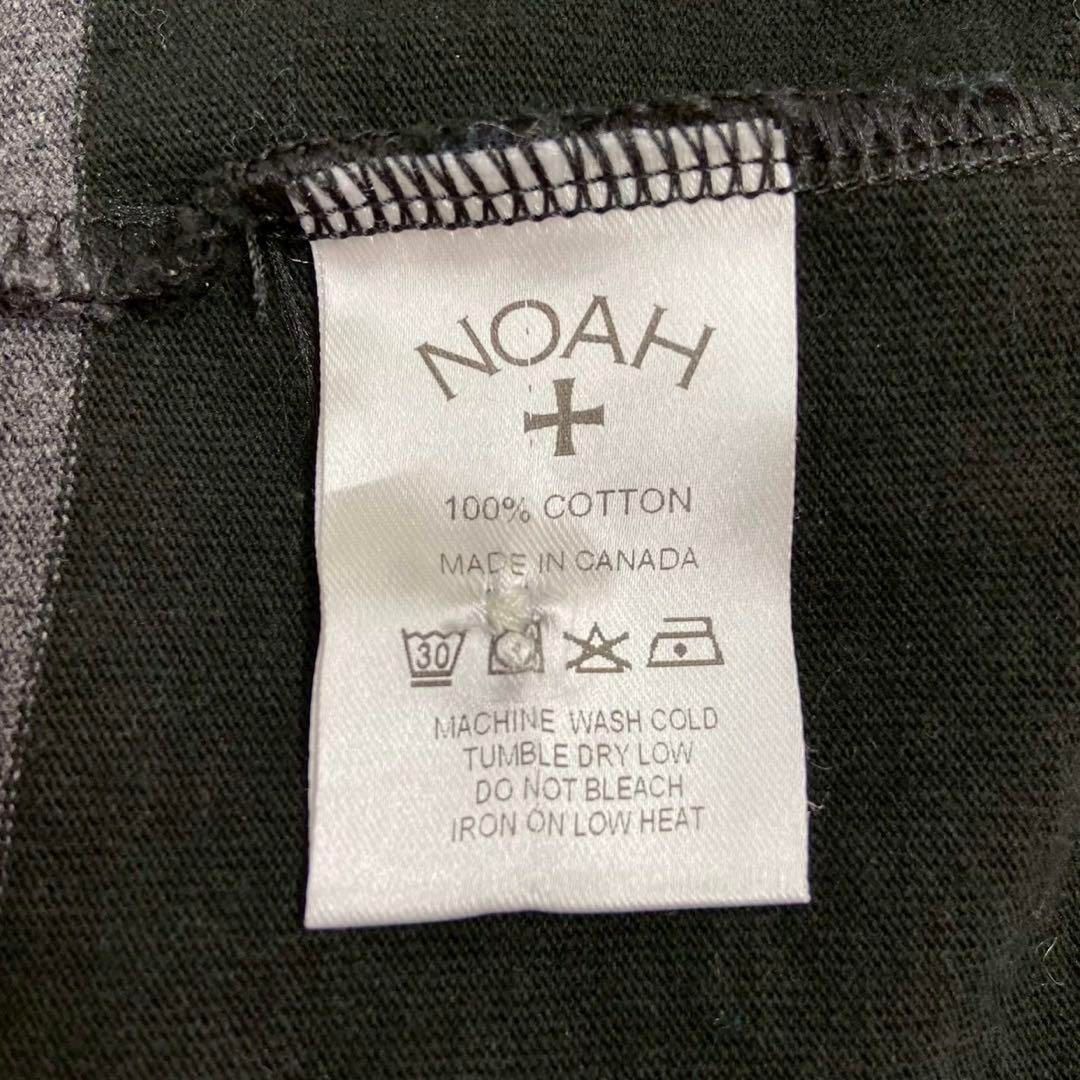 NOAH
100% COTTON
MADE IN CANADA
30
MACHINE WASH COLD
TUMBLE DRY LOW
DO NOT BLEACH
IRON ON LOW HEAT